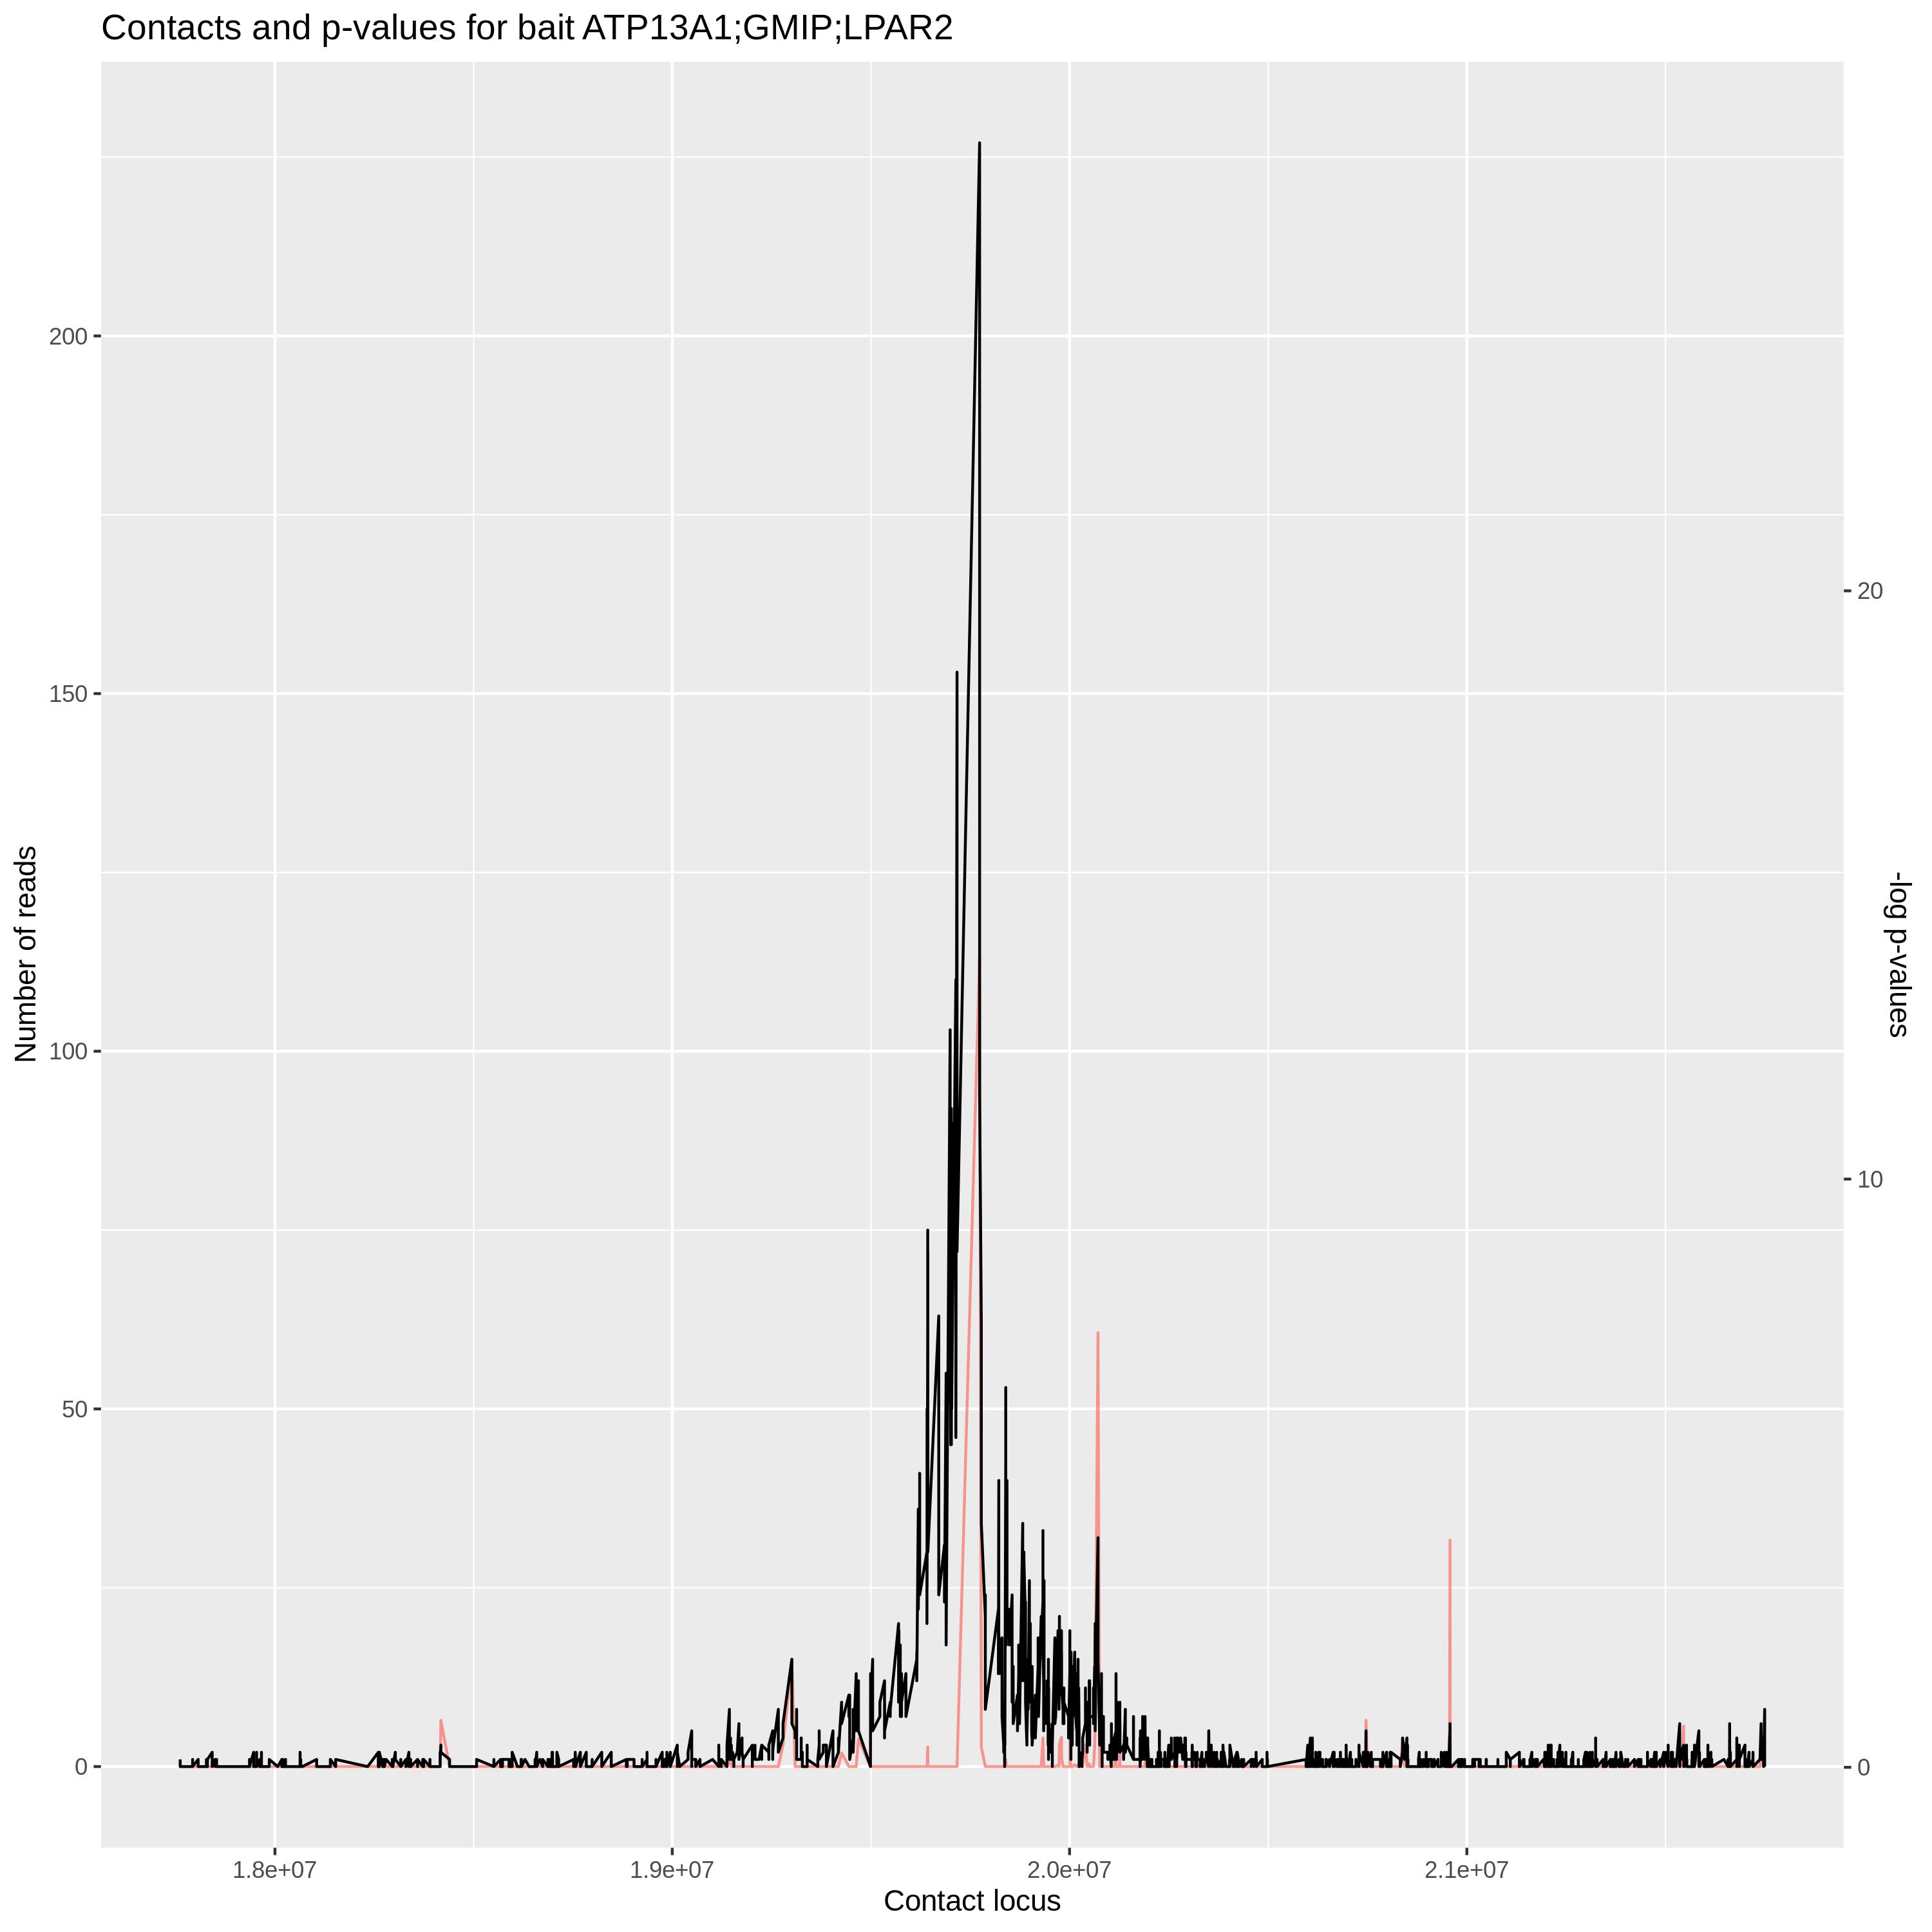 Contacts and p-values for bait ATP13A1;GMIP;LPAR2
Number of reads
200
150
100
50
0
20
10
0
-log p-values
1.8e+07
1.9e+07
2.0e+07
2.1e+07
Contact locus